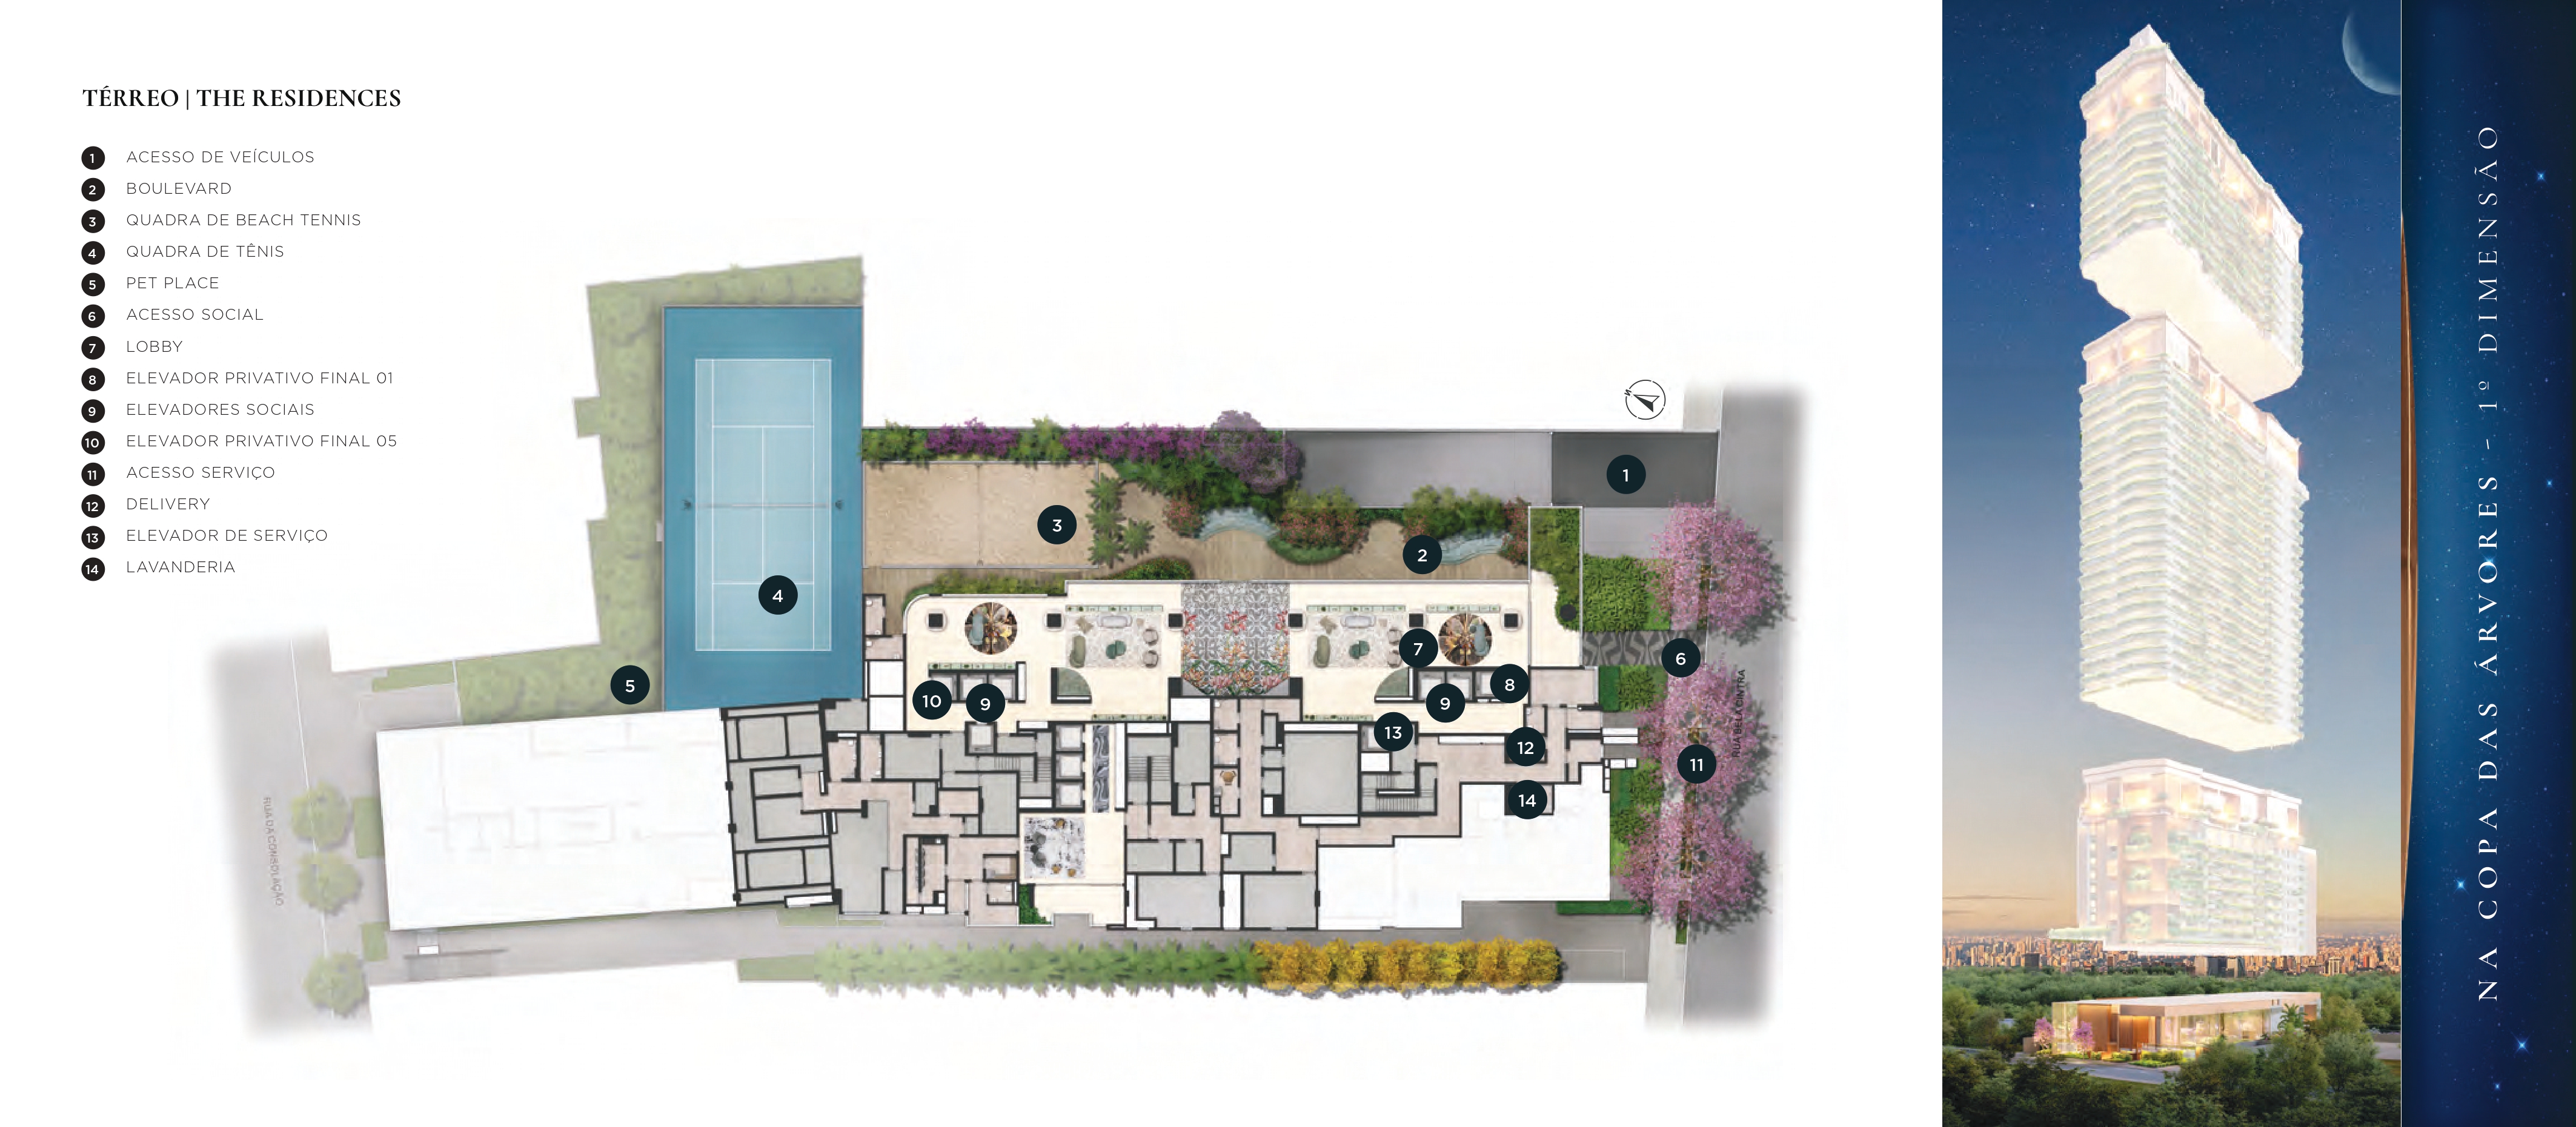 TÉRREO | THE RESIDENCES
1 ACESSO DE VEÍCULOS
2 BOULEVARD
3 QUADRA DE BEACH TENNIS
4 QUADRA DE TÊNIS
5 PET PLACE
6 ACESSO SOCIAL
7 LOBBY
8 ELEVADOR PRIVATIVO FINAL 01
9 ELEVADORES SOCIAIS
10 ELEVADOR PRIVATIVO FINAL 05
11 ACESSO SERVIÇO
12 DELIVERY
13 ELEVADOR DE SERVIÇO
14 LAVANDERIA
N
1
3
2
4
7
6
5
10
9
8
9
13
12
11
14
RUA BELA CINTRA
RUA DA CONSOLAÇÃO
NA COPA DAS ÁRVORES - 1º DIMENSÃO